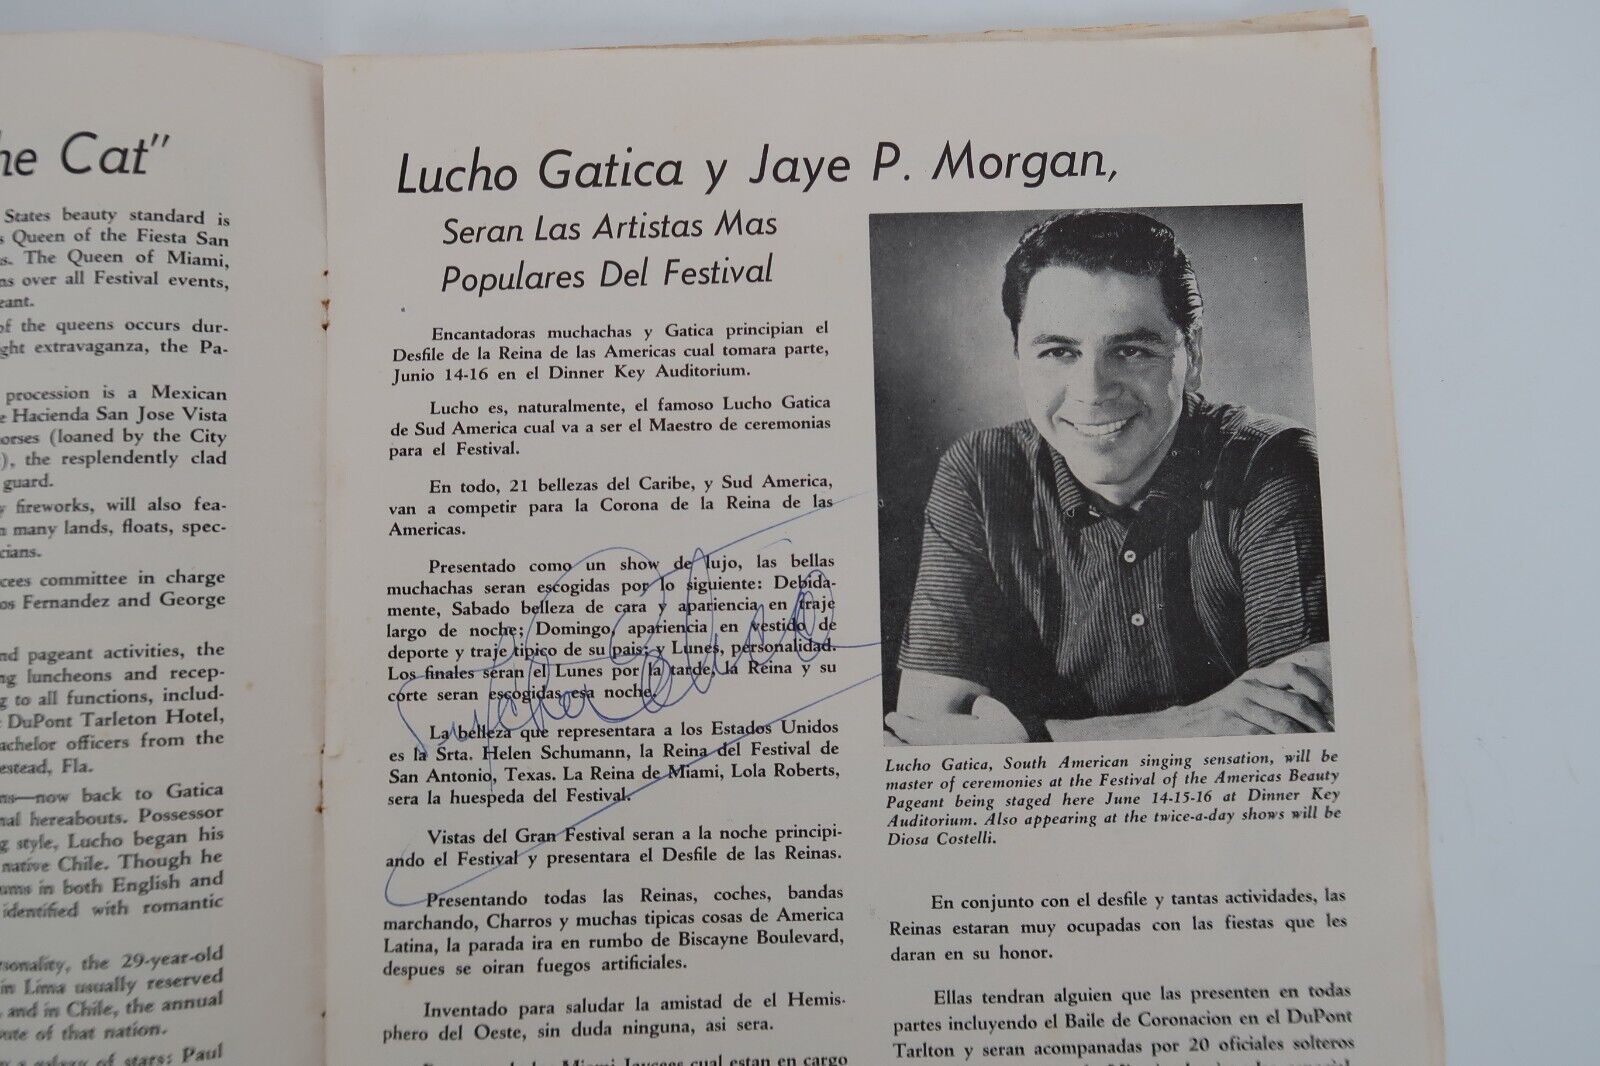 he Cat"
States beauty standard is
Queen of the Fiesta San
The Queen of Miami,
over all Festival events,
of the queens occurs dur-
extravaganza, the Pa-
procession is a Mexican
Hacienda San Jose Vista
(loaned by the City
, the resplendently clad
guard.
fireworks, will also fea-
many lands, floats, spec-
committee in charge
Fernandez and George
pageant activities, the
luncheons and recep-
to all functions, includ-
DuPont Tarleton Hotel,
officers from the
Fla.
—now back to Gatica
hereabouts. Possessor
style, Lucho began his
native Chile. Though he
in both English and
identified with romantic
the 29-year-old
in Lima usually reserved
and in Chile, the annual
of that nation.
of stars: Paul
Lucho Gatica y Jaye P. Morgan,
Seran Las Artistas Mas
Populares Del Festival
Encantadoras muchachas y Gatica principian el
Desfile de la Reina de las Americas cual tomara parte,
Junio 14-16 en el Dinner Key Auditorium.
Lucho es, naturalmente, el famoso Lucho Gatica
de Sud America cual va a ser el Maestro de ceremonias
para el Festival.
En todo, 21 bellezas del Caribe, y Sud America,
van a competir para la Corona de la Reina de las
Americas.
Presentado como un show de lujo, las bellas
muchachas seran escogidas por lo siguiente: Debida-
mente, Sabado belleza de cara y apariencia en traje
largo de noche; Domingo, apariencia en vestido de
deporte y traje tipico de su pais; y Lunes, personalidad.
Los finales seran el Lunes por la tarde, la Reina y su
corte seran escogidas esa noche.
La belleza que representara a los Estados Unidos
es la Srta. Helen Schumann, la Reina del Festival de
San Antonio, Texas. La Reina de Miami, Lola Roberts,
sera la huespeda del Festival.
Vistas del Gran Festival seran a la noche principi-
ando el Festival y presentara el Desfile de las Reinas.
Presentando todas las Reinas, coches, bandas
marchando, Charros y muchas tipicas cosas de America
Latina, la parada ira en rumbo de Biscayne Boulevard,
despues se oiran fuegos artificiales.
Inventado para saludar la amistad de el Hemis-
phero del Oeste, sin duda ninguna, asi sera.
Miami Jaycees cual estan en cargo
Lucho Gatica, South American singing sensation, will be
master of ceremonies at the Festival of the Americas Beauty
Pageant being staged here June 14-15-16 at Dinner Key
Auditorium. Also appearing at the twice-a-day shows will be
Diosa Costelli.
En conjunto con el desfile y tantas actividades, las
Reinas estaran muy ocupadas con las fiestas que les
daran en su honor.
Ellas tendran alguien que las presenten en todas
partes incluyendo el Baile de Coronacion en el DuPont
Tarlton y seran acompanadas por 20 oficiales solteros